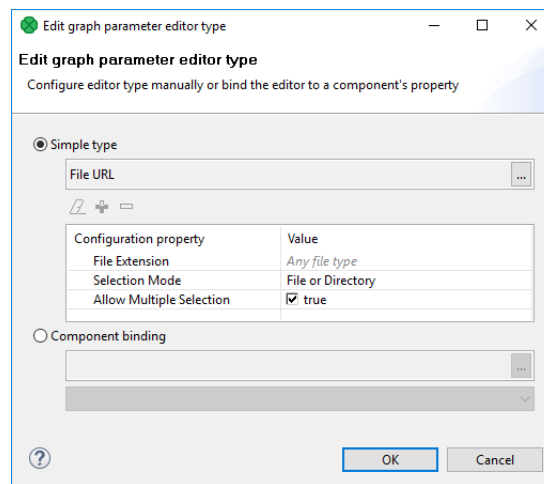 Edit graph parameter editor type
Edit graph parameter editor type
Configure editor type manually or bind the editor to a component's property
Simple type
File URL
...
Configuration property Value
File Extension Any file type
Selection Mode File or Directory
Allow Multiple Selection true
Component binding
...
? OK Cancel